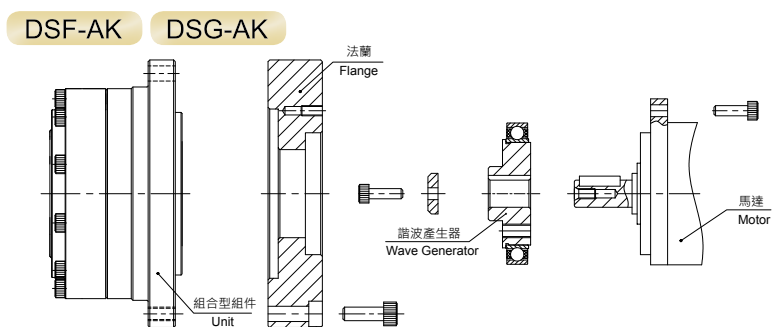 DSF-AK DSG-AK
法蘭
Flange
諧波產生器
Wave Generator
馬達
Motor
組合型組件
Unit